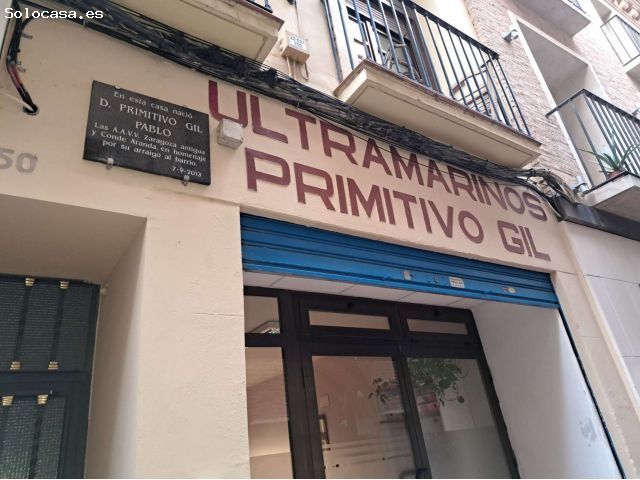 Solocasa.es
En esta casa nació
D. PRIMITIVO GIL
PABLO
Las A.A.V.V. Zaragoza antigua
y Conde Aranda, en homenaje
por su arraigo al barrio.
7-9-2013
50
ULTRAMARINOS
PRIMITIVO GIL